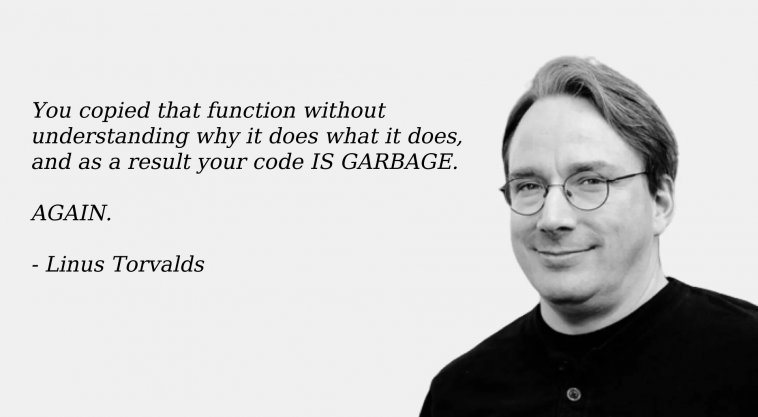 You copied that function without
understanding why it does what it does,
and as a result your code IS GARBAGE.
AGAIN.
- Linus Torvalds